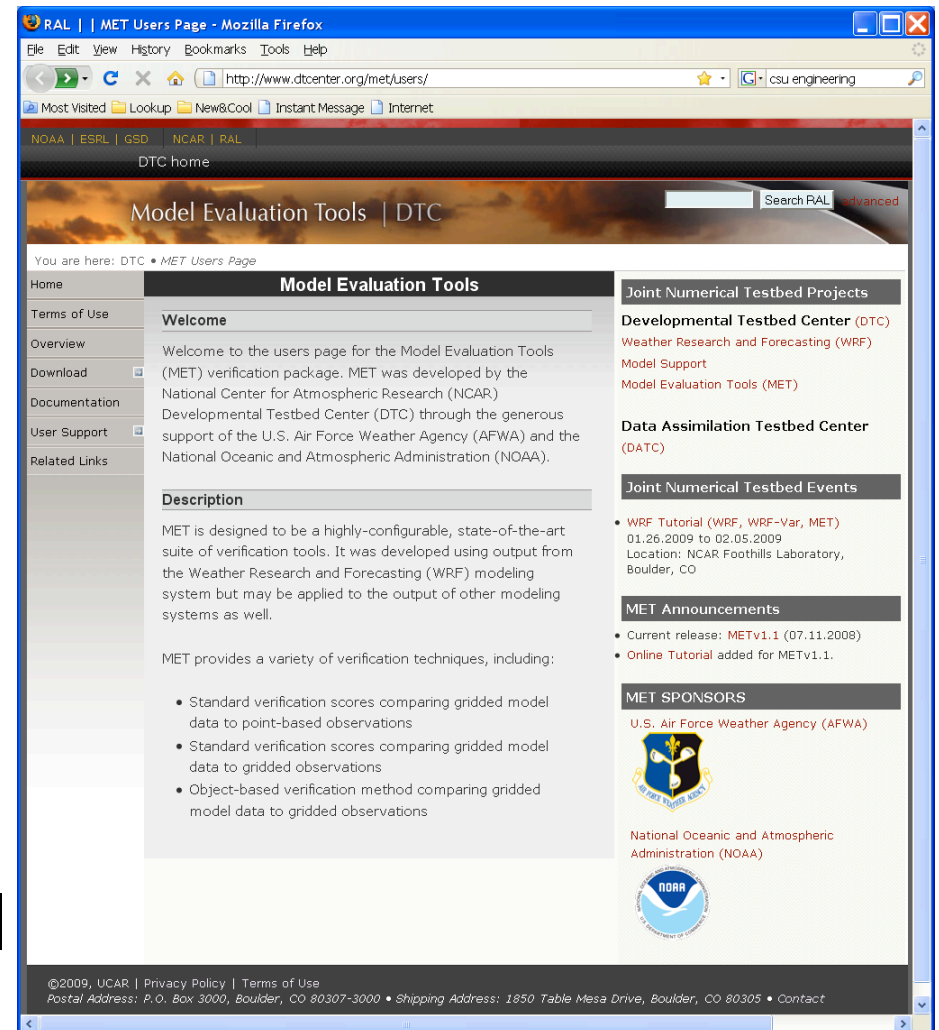 RAL | | MET Users Page - Mozilla Firefox
File Edit View History Bookmarks Tools Help
http://www.dtcenter.org/met/users/
G
csu engineering
Most Visited Lookup New&Cool Instant Message Internet
NOAA | ESRL | GSD NCAR | RAL
DTC home
Model Evaluation Tools | DTC
Search RAL advanced
You are here: DTC • MET Users Page
Home
Terms of Use
Overview
Download
Documentation
User Support
Related Links
Model Evaluation Tools
Welcome
Welcome to the users page for the Model Evaluation Tools
(MET) verification package. MET was developed by the
National Center for Atmospheric Research (NCAR)
Developmental Testbed Center (DTC) through the generous
support of the U.S. Air Force Weather Agency (AFWA) and the
National Oceanic and Atmospheric Administration (NOAA).
Description
MET is designed to be a highly-configurable, state-of-the-art
suite of verification tools. It was developed using output from
the Weather Research and Forecasting (WRF) modeling
system but may be applied to the output of other modeling
systems as well.
MET provides a variety of verification techniques, including:
• Standard verification scores comparing gridded model
data to point-based observations
• Standard verification scores comparing gridded model
data to gridded observations
• Object-based verification method comparing gridded
model data to gridded observations
Joint Numerical Testbed Projects
Developmental Testbed Center (DTC)
Weather Research and Forecasting (WRF)
Model Support
Model Evaluation Tools (MET)
Data Assimilation Testbed Center
(DATC)
Joint Numerical Testbed Events
• WRF Tutorial (WRF, WRF-Var, MET)
01.26.2009 to 02.05.2009
Location: NCAR Foothills Laboratory,
Boulder, CO
MET Announcements
• Current release: METv1.1 (07.11.2008)
• Online Tutorial added for METv1.1.
MET SPONSORS
U.S. Air Force Weather Agency (AFWA)
AIR FORCE WEATHER AGENCY
National Oceanic and Atmospheric
Administration (NOAA)
NOAA
©2009, UCAR | Privacy Policy | Terms of Use
Postal Address: P.O. Box 3000, Boulder, CO 80307-3000 • Shipping Address: 1850 Table Mesa Drive, Boulder, CO 80305 • Contact